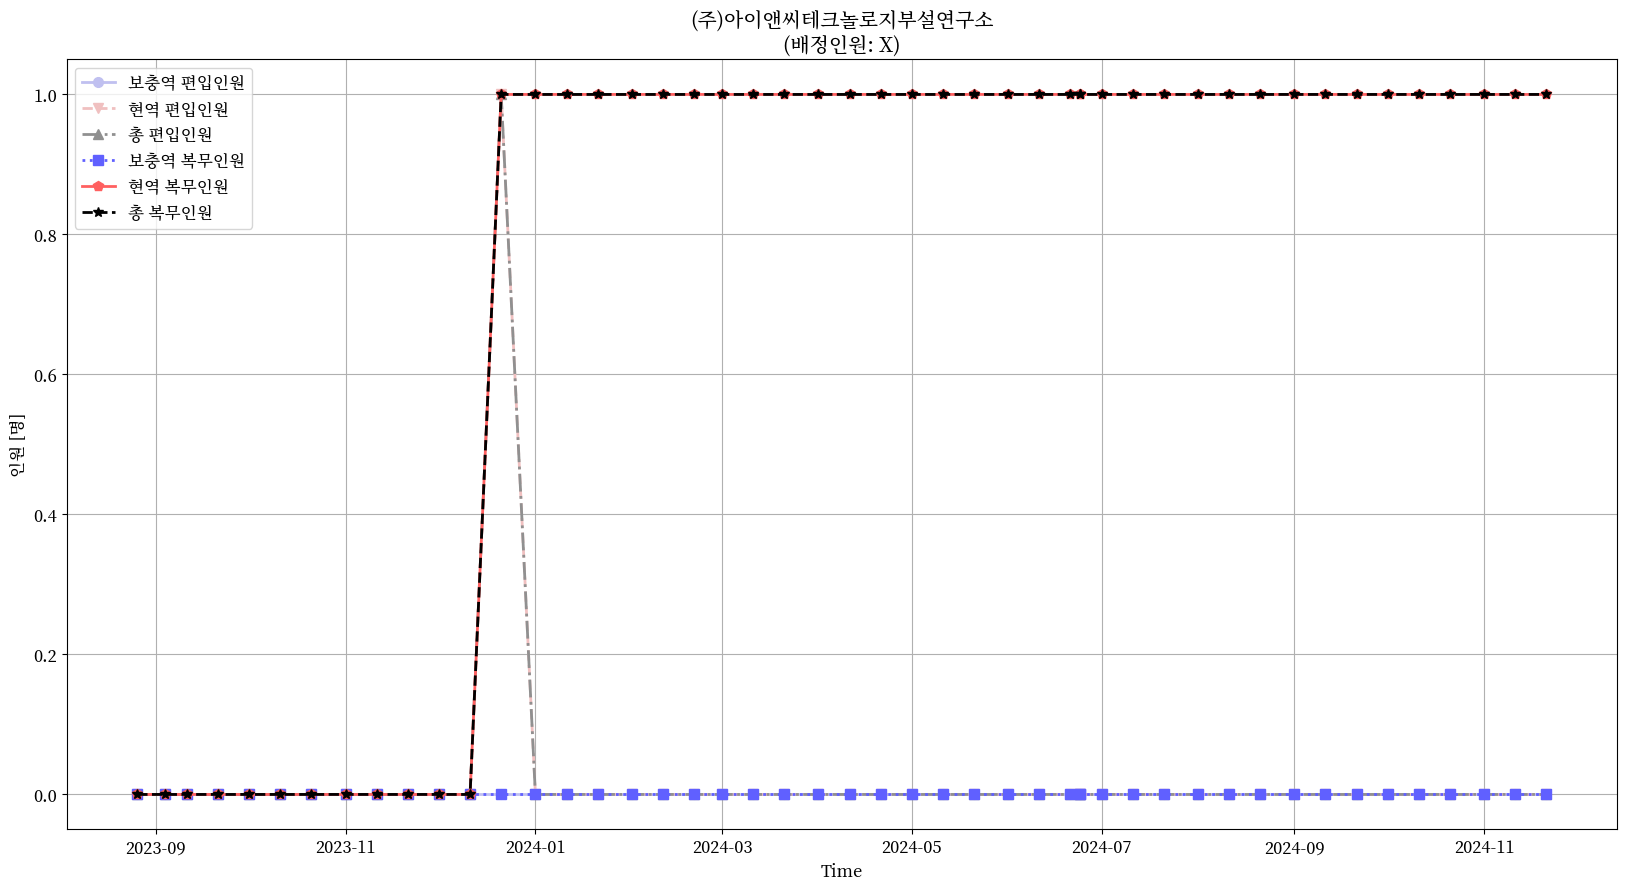 (주)아이앤씨테크놀로지부설연구소
(배정인원: X)
보충역 편입인원
현역 편입인원
총 편입인원
보충역 복무인원
현역 복무인원
총 복무인원
1.0
0.8
0.6
0.4
0.2
0.0
인원 [명]
2023-09
2023-11
2024-01
2024-03
2024-05
2024-07
2024-09
2024-11
Time